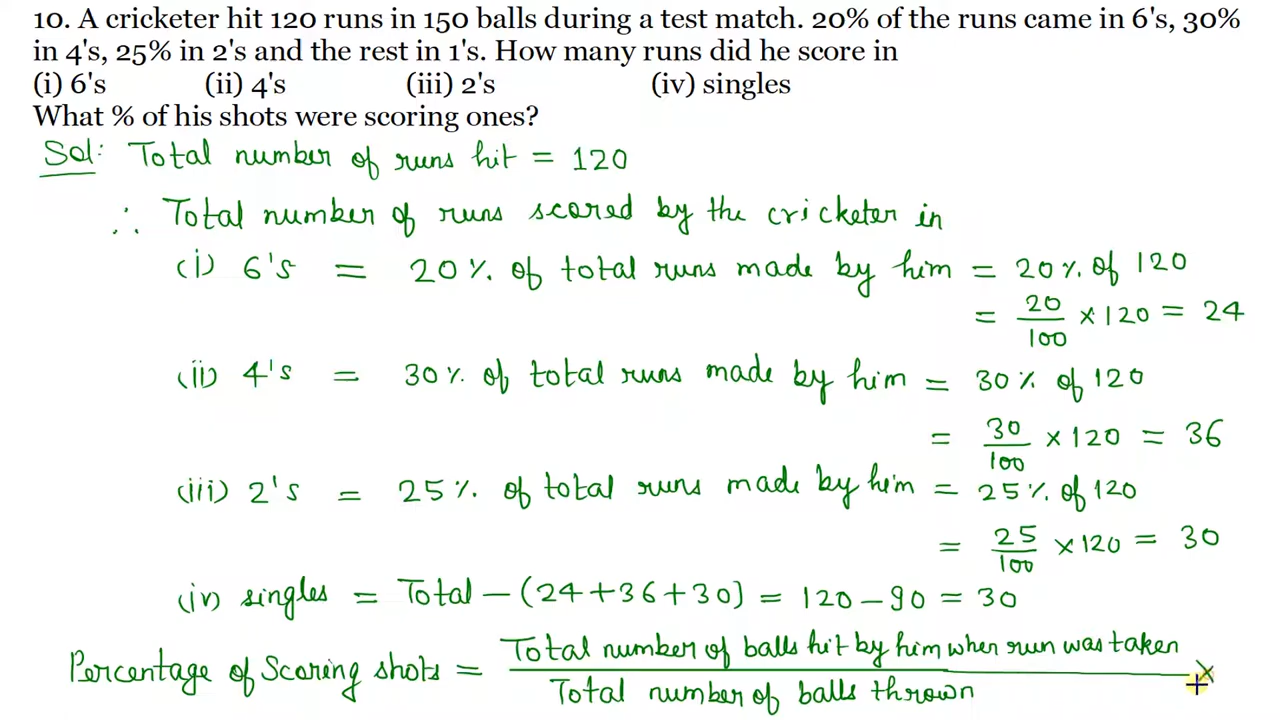 10. A cricketer hit 120 runs in 150 balls during a test match. 20% of the runs came in 6's, 30%
in 4's, 25% in 2's and the rest in 1's. How many runs did he score in
(i) 6's (ii) 4's (iii) 2's (iv) singles
What % of his shots were scoring ones?
Sol: Total number of runs hit = 120
∴ Total number of runs scored by the cricketer in
(i) 6's = 20% of total runs made by him = 20% of 120
= 20/100 × 120 = 24
(ii) 4's = 30% of total runs made by him = 30% of 120
= 30/100 × 120 = 36
(iii) 2's = 25% of total runs made by him = 25% of 120
= 25/100 × 120 = 30
(iv) singles = Total - (24+36+30) = 120 - 90 = 30
Percentage of Scoring shots = Total number of balls hit by him when run was taken / Total number of balls thrown ×